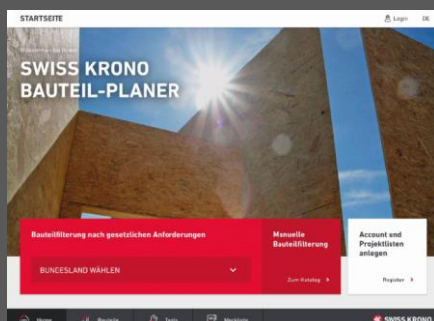 STARTSEITE
Login DE
SWISS KRONO
BAUTEIL-PLANER
Bauteilfilterung nach gesetzlichen Anforderungen
BUNDESLAND WÄHLEN
Manuelle
Bauteilfilterung
Zum Katalog
Account und
Projektlisten
anlegen
Register
Home Bauteile Tools Merkliste SWISS KRONO